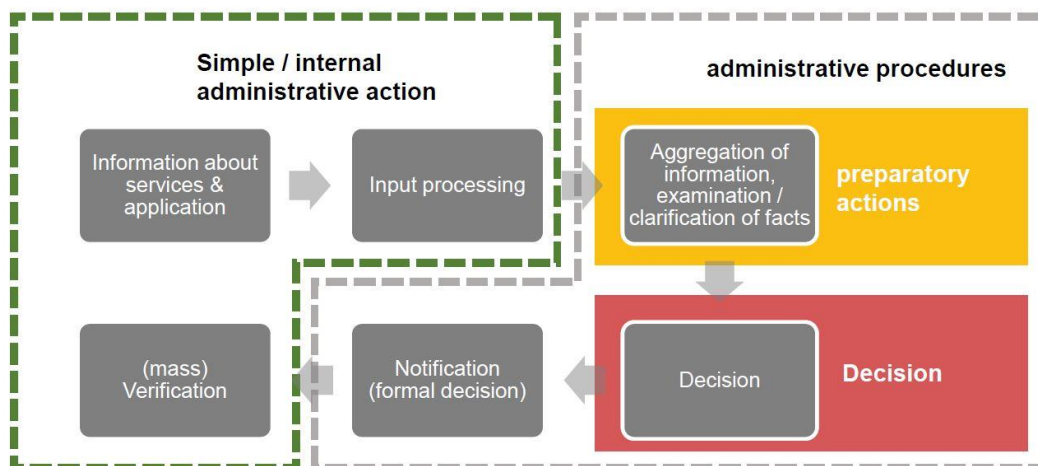 Simple / internal
administrative action
administrative procedures
Information about
services &
application
Input processing
Aggregation of
information,
examination /
clarification of facts
preparatory
actions
(mass)
Verification
Notification
(formal decision)
Decision
Decision